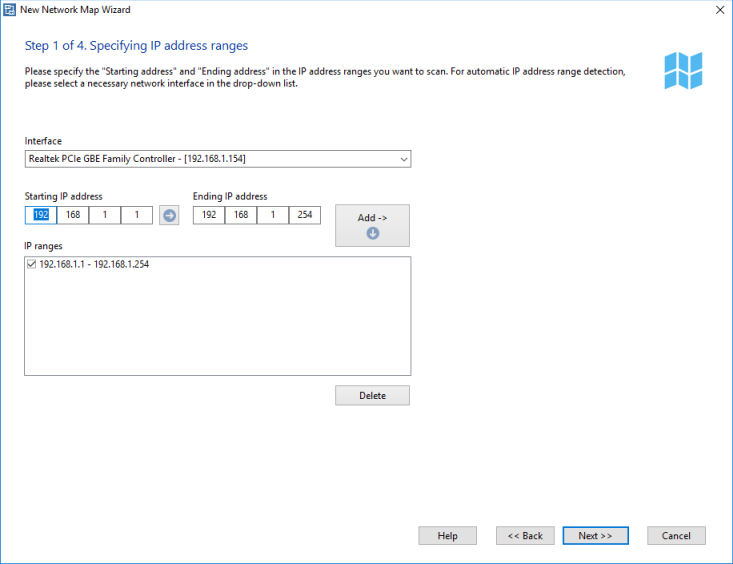 New Network Map Wizard
Step 1 of 4. Specifying IP address ranges
Please specify the "Starting address" and "Ending address" in the IP address ranges you want to scan. For automatic IP address range detection,
please select a necessary network interface in the drop-down list.
Interface
Realtek PCIe GBE Family Controller - [192.168.1.154]
Starting IP address Ending IP address
192 168 1 1 192 168 1 254 Add ->
IP ranges
192.168.1.1 - 192.168.1.254
Delete
Help << Back Next >> Cancel